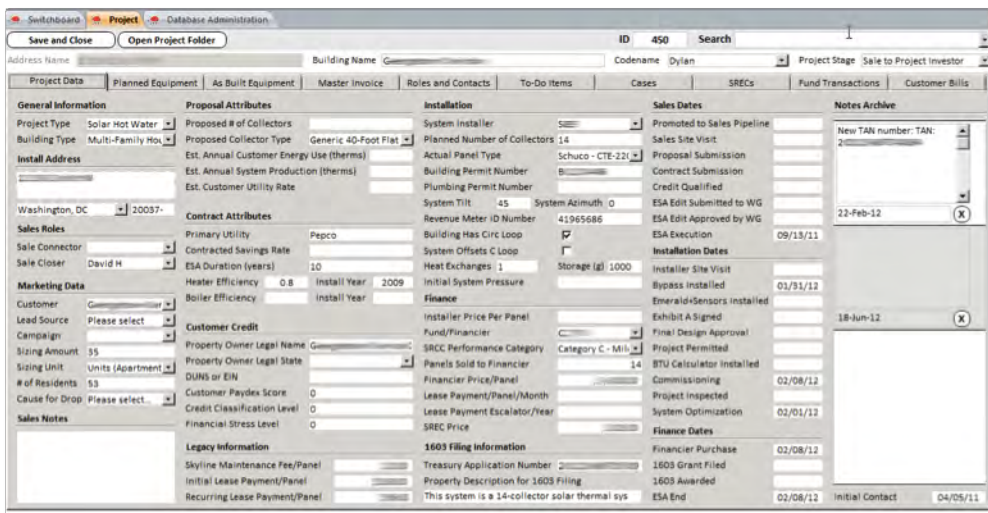 Switchboard Project Database Administration
Save and Close Open Project Folder ID 450 Search
Address Name Building Name G Codename Dylan Project Stage Sale to Project Investor
Project Data Planned Equipment As Built Equipment Master Invoice Roles and Contacts To-Do Items Cases SRECs Fund Transactions Customer Bills
General Information
Project Type Solar Hot Water
Building Type Multi-Family Hou
Install Address
Washington, DC 20037-
Sales Roles
Sale Connector
Sale Closer David H
Marketing Data
Customer G
Lead Source Please select
Campaign
Sizing Amount 35
Sizing Unit Units (Apartment
# of Residents 53
Cause for Drop Please select...
Sales Notes
Proposal Attributes
Proposed # of Collectors
Proposed Collector Type Generic 40-Foot Flat
Est. Annual Customer Energy Use (therms)
Est. Annual System Production (therms)
Est. Customer Utility Rate
Contract Attributes
Primary Utility Pepco
Contracted Savings Rate
ESA Duration (years) 10
Heater Efficiency 0.8 Install Year 2009
Boiler Efficiency Install Year
Customer Credit
Property Owner Legal Name G
Property Owner Legal State
DUNS or EIN
Customer Paydex Score 0
Credit Classification Level 0
Financial Stress Level 0
Legacy Information
Skyline Maintenance Fee/Panel
Initial Lease Payment/Panel
Recurring Lease Payment/Panel
Installation
System Installer
Planned Number of Collectors 14
Actual Panel Type Schuco - CTE-22(
Building Permit Number B
Plumbing Permit Number
System Tilt 45 System Azimuth 0
Revenue Meter ID Number 41965686
Building Has Circ Loop
System Offsets C Loop
Heat Exchanges 1 Storage (g) 1000
Initial System Pressure
Finance
Installer Price Per Panel
Fund/Financier C
SRCC Performance Category Category C - Mil
Panels Sold to Financier 14
Financier Price/Panel
Lease Payment/Panel/Month
Lease Payment Escalator/Year
SREC Price
1603 Filing Information
Treasury Application Number 2
Property Description for 1603 Filing
This system is a 14-collector solar thermal sys
Sales Dates
Promoted to Sales Pipeline
Sales Site Visit
Proposal Submission
Contract Submission
Credit Qualified
ESA Edit Submitted to WG
ESA Edit Approved by WG
ESA Execution 09/13/11
Installation Dates
Installer Site Visit
Bypass Installed 01/31/12
Emerald+Sensors Installed
Exhibit A Signed
Final Design Approval
Project Permitted
BTU Calculator Installed
Commissioning 02/08/12
Project Inspected
System Optimization 02/01/12
Finance Dates
Financier Purchase 02/08/12
1603 Grant Filed
1603 Awarded
ESA End 02/08/12
Notes Archive
New TAN number: TAN:
2
22-Feb-12 X
18-Jun-12 X
Initial Contact 04/05/11